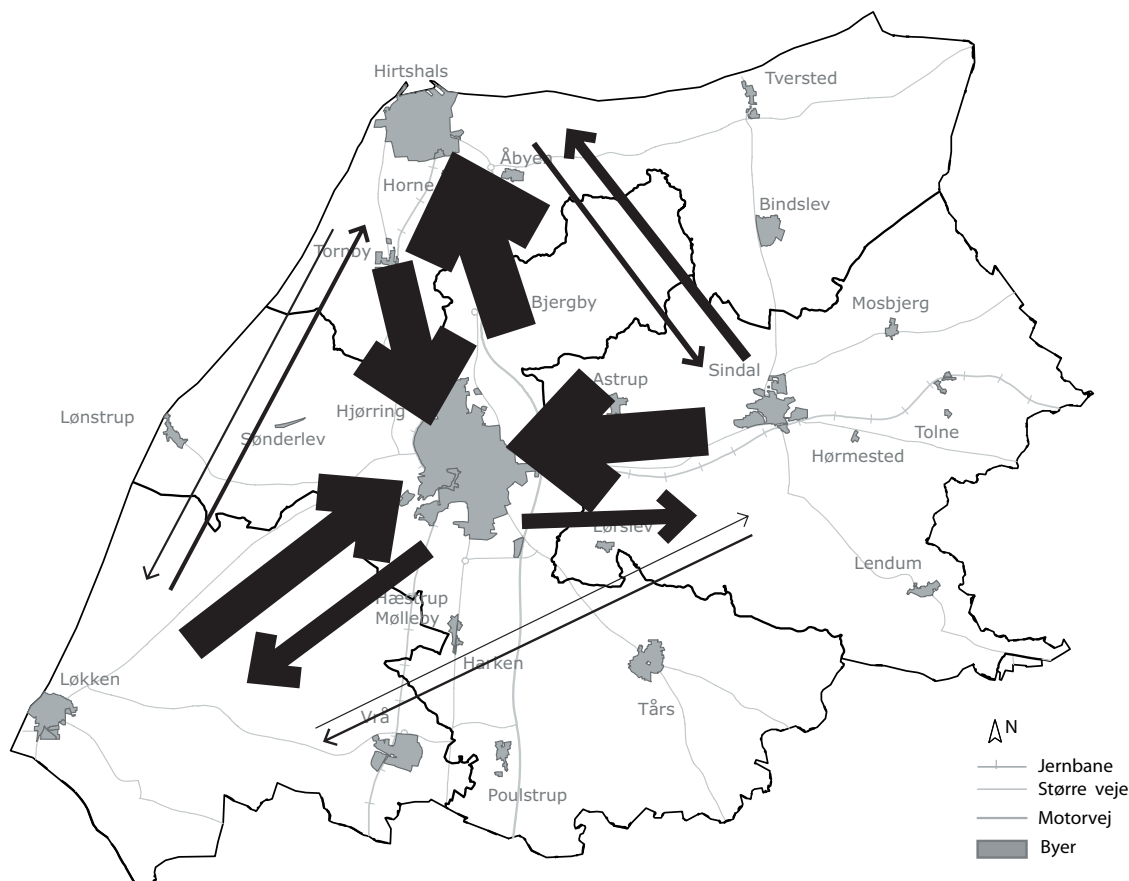 Hirtshals
Tversted
Åbyen
Horne
Bindslev
Tornby
Bjergby
Mosbjerg
Sindal
Astrup
Hjørring
Lønstrup
Sønderlev
Tolne
Hørmested
Lørslev
Lendum
Hæstrup
Mølleby
Harken
Løkken
Tårs
Vrå
Poulstrup
N
Jernbane
Større veje
Motorvej
Byer